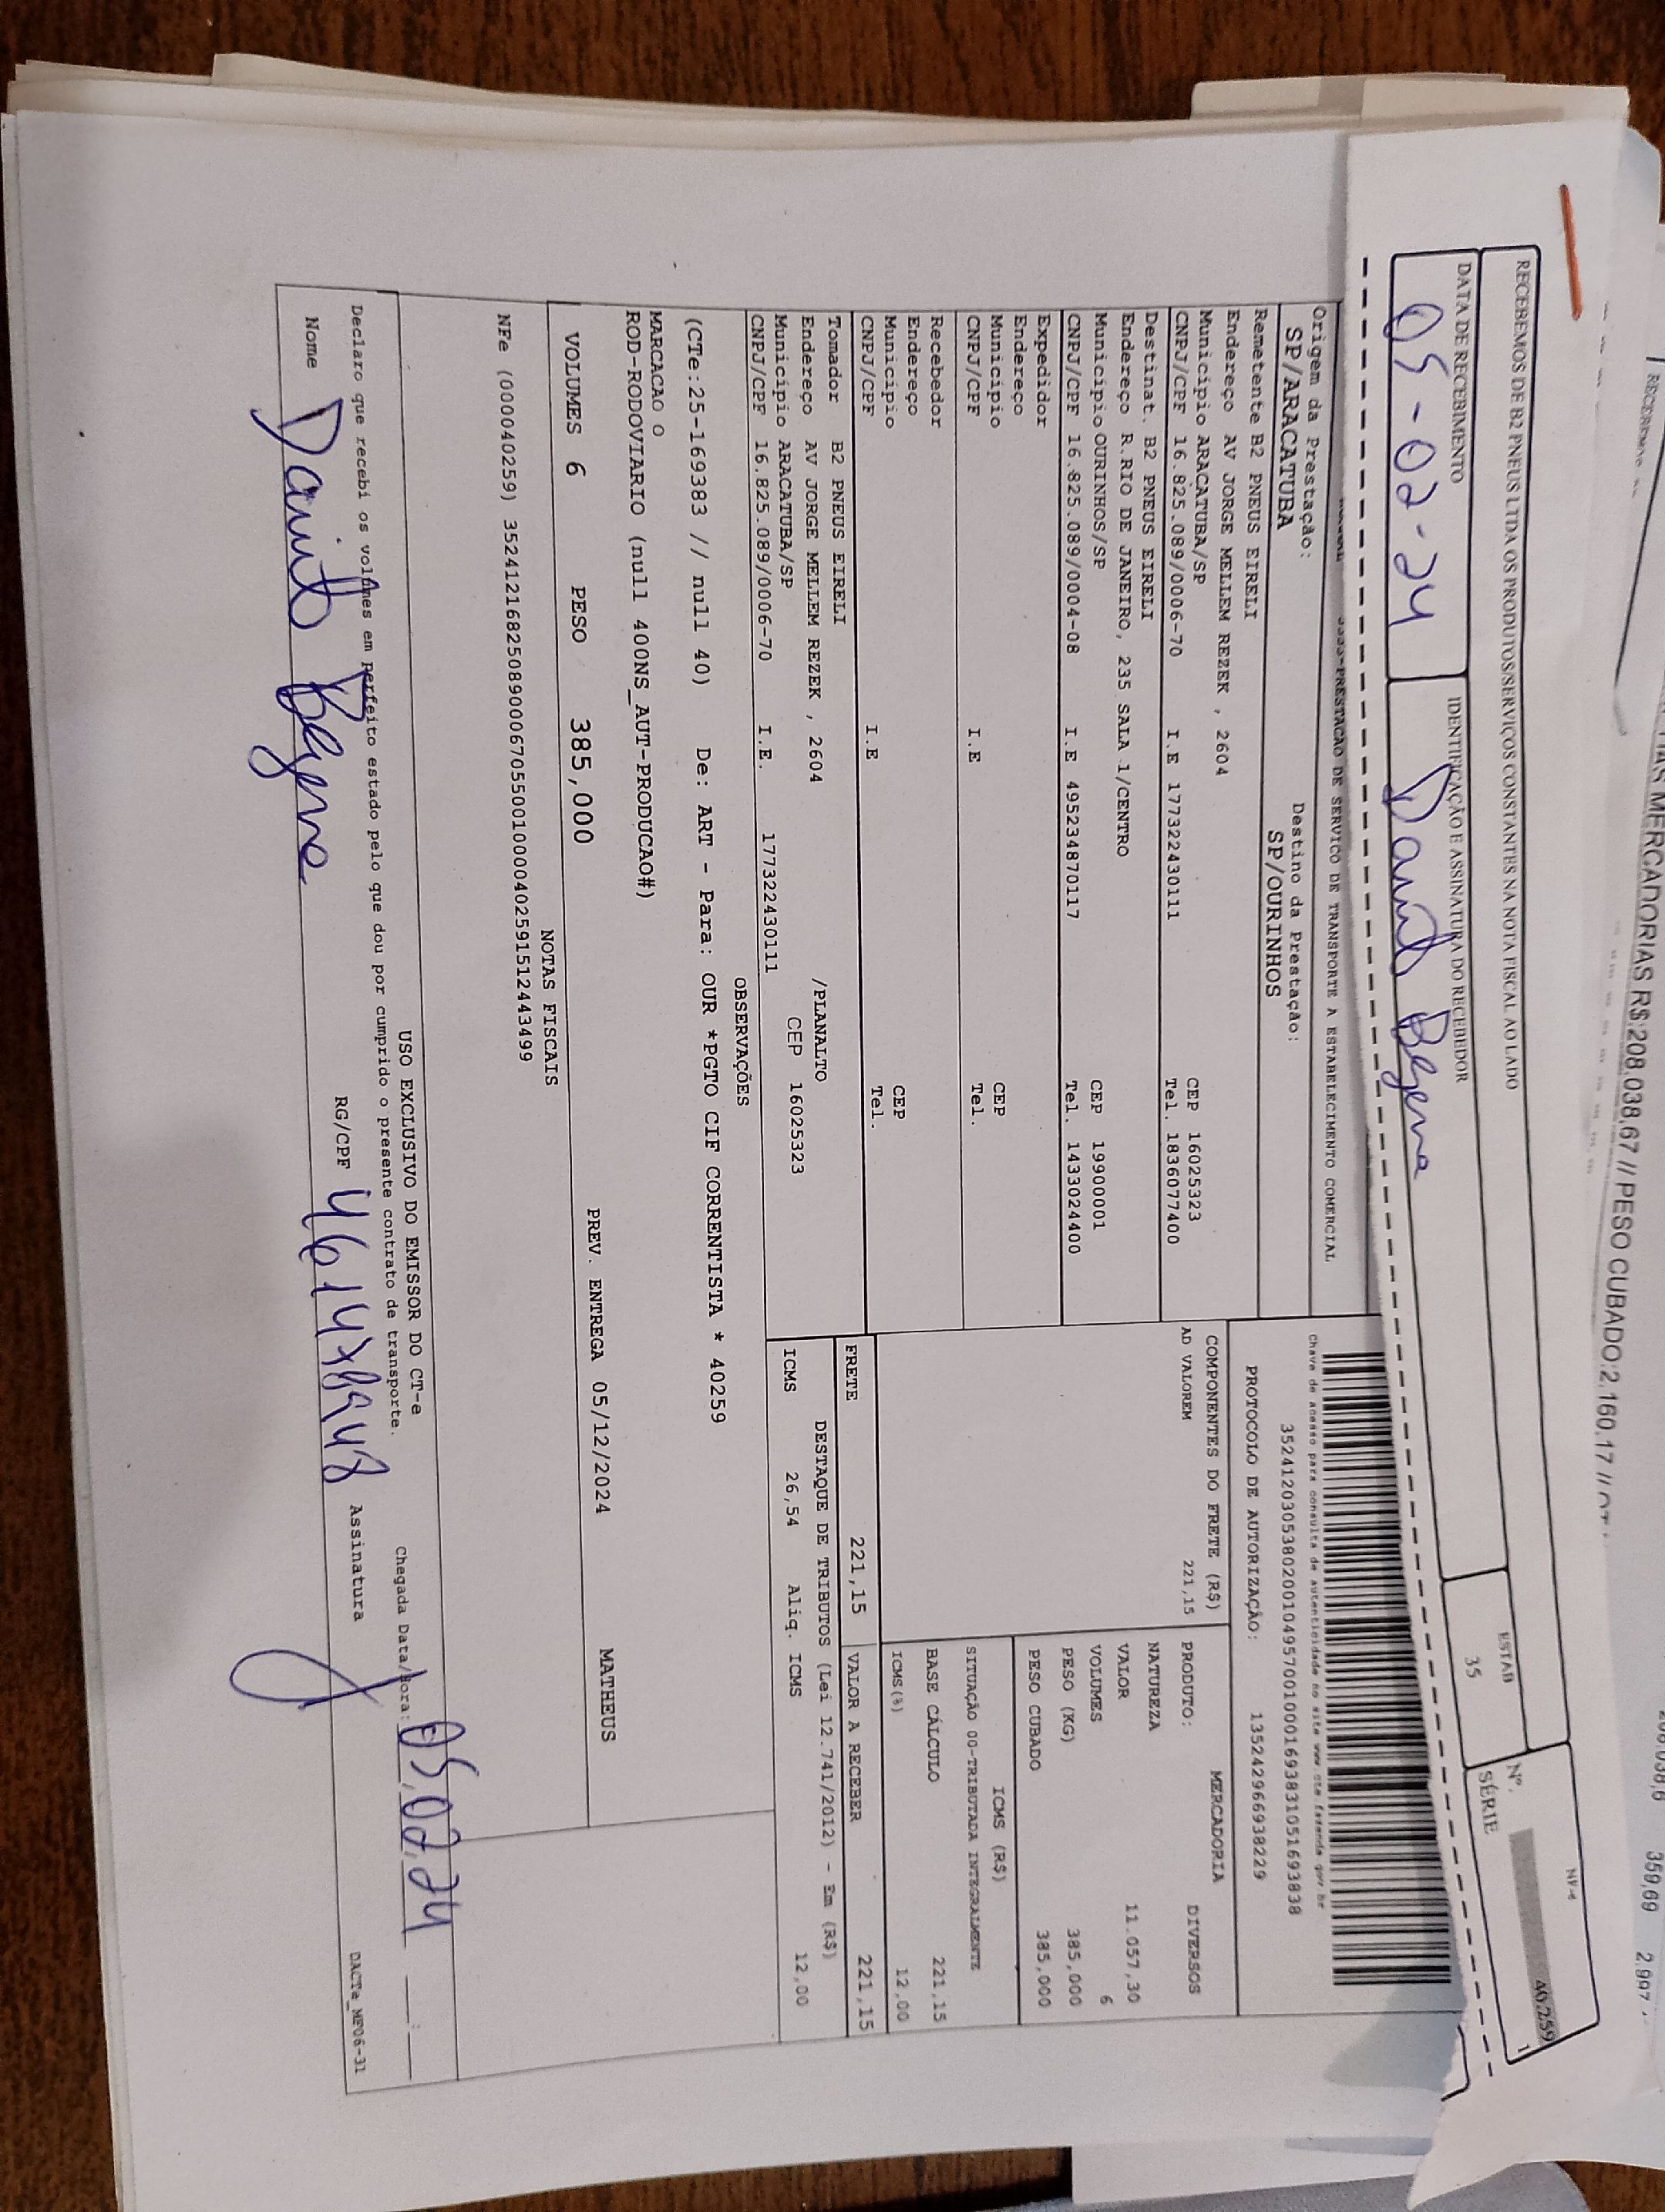 RECEBEMOS DE B2 PNEUS LTDA OS PRODUTOS/SERVIÇOS CONSTANTES NA NOTA FISCAL AO LADO
DATA DE RECEBIMENTO
IDENTIFICAÇÃO E ASSINATURA DO RECEBEDOR
05-02-24
ESTAB
35
NF-e
Nº.
40.259
SÉRIE
1
MERCADORIAS R$:208.038,67 // PESO CUBADO:2.160,17 //
359,69
PRESTACAO DE SERVICO DE TRANSPORTE A ESTABELECIMENTO COMERCIAL
Origem da Prestação:
SP/ARACATUBA
Destino da Prestação:
SP/OURINHOS
Chave de acesso para consulta de autenticidade no site www.cte.fazenda.gov.br
35241203053802001049570010001693831051693838
PROTOCOLO DE AUTORIZAÇÃO: 135242966938229
Remetente B2 PNEUS EIRELI
Endereço AV JORGE MELLEM REZEK , 2604
Município ARACATUBA/SP CEP 16025323
CNPJ/CPF 16.825.089/0006-70 I.E 177322430111 Tel. 1836077400
Destinat. B2 PNEUS EIRELI
Endereço R.RIO DE JANEIRO, 235 SALA 1/CENTRO
Município OURINHOS/SP CEP 19900001
CNPJ/CPF 16.825.089/0004-08 I.E 495234870117 Tel. 1433024400
Expedidor
Endereço
Município CEP
CNPJ/CPF I.E Tel.
Recebedor
Endereço
Município CEP
CNPJ/CPF I.E Tel.
Tomador B2 PNEUS EIRELI
Endereço AV JORGE MELLEM REZEK , 2604 /PLANALTO
Município ARACATUBA/SP CEP 16025323
CNPJ/CPF 16.825.089/0006-70 I.E. 177322430111
COMPONENTES DO FRETE (R$)
AD VALOREM 221,15
MERCADORIA
PRODUTO: DIVERSOS
NATUREZA
VALOR 11.057,30
VOLUMES 6
PESO (KG) 385,000
PESO CUBADO 385,000
ICMS (R$)
SITUAÇÃO 00-TRIBUTADA INTEGRALMENTE
BASE CÁLCULO 221,15
ICMS(%) 12,00
FRETE 221,15 VALOR A RECEBER 221,15
DESTAQUE DE TRIBUTOS (Lei 12.741/2012) - Em (R$)
ICMS 26,54 Aliq. ICMS 12,00
OBSERVAÇÕES
(CTe:25-169383 // null 40) De: ART - Para: OUR *PGTO CIF CORRENTISTA * 40259
MARCACAO O
ROD-RODOVIARIO (null 400NS_AUT-PRODUCAO#)
VOLUMES 6 PESO 385,000 PREV. ENTREGA 05/12/2024 MATHEUS
NOTAS FISCAIS
NFe (000040259) 35241216825089000670550010000402591512443499
USO EXCLUSIVO DO EMISSOR DO CT-e
Declaro que recebi os volumes em perfeito estado pelo que dou por cumprido o presente contrato de transporte.
Chegada Data/Hora: 05,02,24
Nome
RG/CPF
Assinatura
DACTe_MF06-31